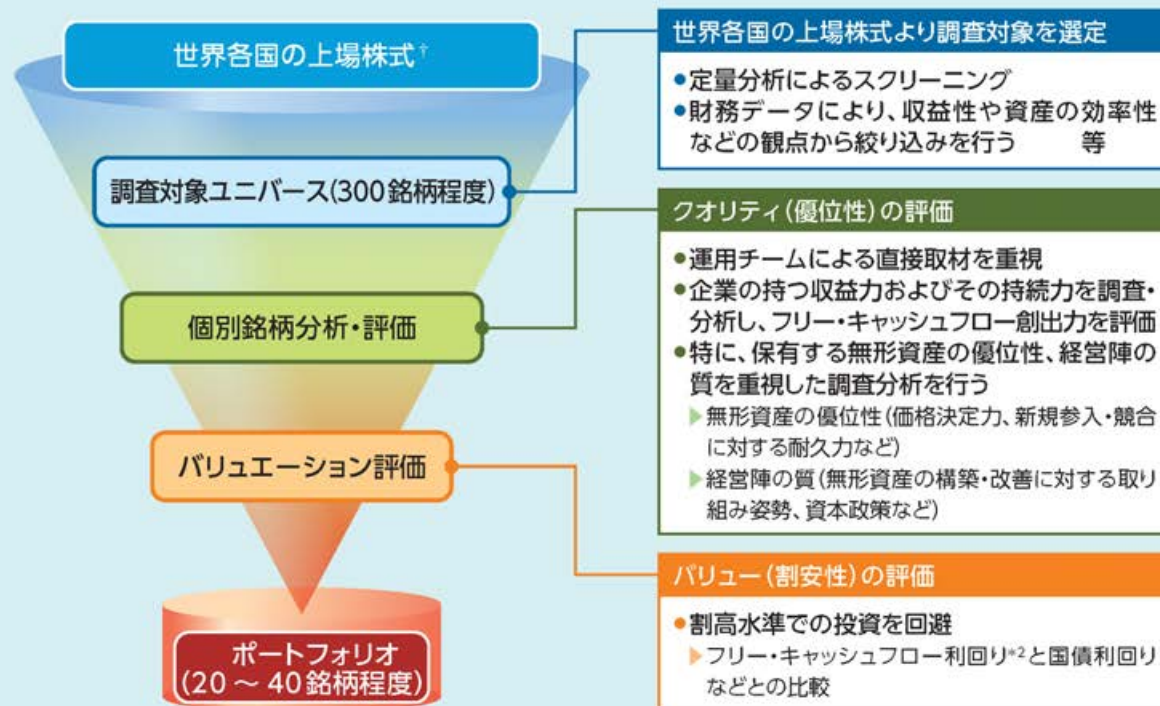 世界各国の上場株式†
調査対象ユニバース(300銘柄程度)
個別銘柄分析・評価
バリュエーション評価
ポートフォリオ
(20～40銘柄程度)
世界各国の上場株式より調査対象を選定
●定量分析によるスクリーニング
●財務データにより、収益性や資産の効率性
などの観点から絞り込みを行う　　等
クオリティ(優位性)の評価
●運用チームによる直接取材を重視
●企業の持つ収益力およびその持続力を調査・
分析し、フリー・キャッシュフロー創出力を評価
●特に、保有する無形資産の優位性、経営陣の
質を重視した調査分析を行う
▶無形資産の優位性(価格決定力、新規参入・競合
に対する耐久力など)
▶経営陣の質(無形資産の構築・改善に対する取り
組み姿勢、資本政策など)
バリュー(割安性)の評価
●割高水準での投資を回避
▶フリー・キャッシュフロー利回り*2と国債利回り
などとの比較